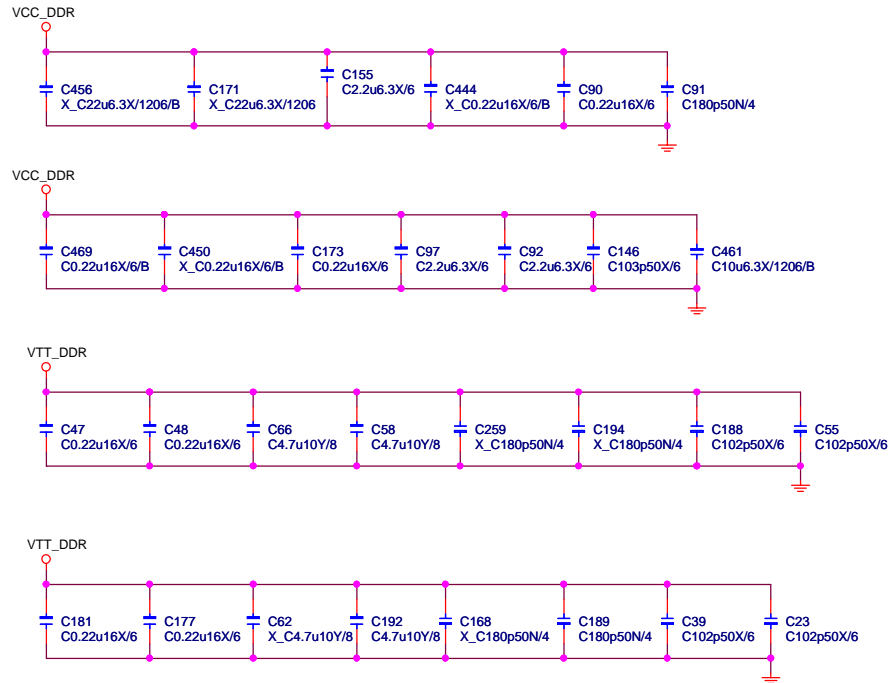 VCC_DDR
C456
X_C22u6.3X/1206/B
C171
X_C22u6.3X/1206
C155
C2.2u6.3X/6
C444
X_C0.22u16X/6/B
C90
C0.22u16X/6
C91
C180p50N/4
VCC_DDR
C469
C0.22u16X/6/B
C450
X_C0.22u16X/6/B
C173
C0.22u16X/6
C97
C2.2u6.3X/6
C92
C2.2u6.3X/6
C146
C103p50X/6
C461
C10u6.3X/1206/B
VTT_DDR
C47
C0.22u16X/6
C48
C0.22u16X/6
C66
C4.7u10Y/8
C58
C4.7u10Y/8
C259
X_C180p50N/4
C194
X_C180p50N/4
C188
C102p50X/6
C55
C102p50X/6
VTT_DDR
C181
C0.22u16X/6
C177
C0.22u16X/6
C62
X_C4.7u10Y/8
C192
C4.7u10Y/8
C168
X_C180p50N/4
C189
C180p50N/4
C39
C102p50X/6
C23
C102p50X/6